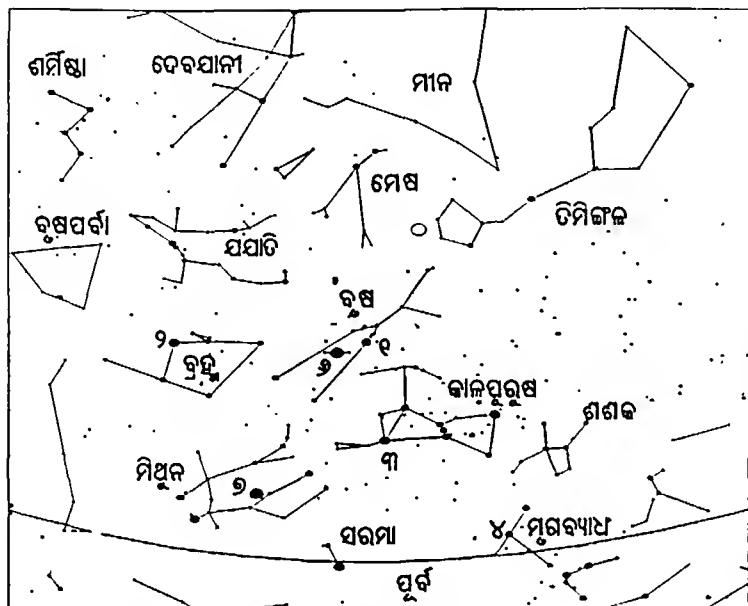 ଶର୍ମିଷ୍ଠା
ଦେବଯାନୀ
ମୀନ
ମେଷ
ତିମିଙ୍ଗଳ
ବୃଷପର୍ବା
ଯଯାତି
ବୃଷ
୨
୧
ବ୍ରହ୍ମ
୬
କାଳପୁରୁଷ
ଶଶକ
୩
ମିଥୁନ
୭
ସରମା
୪
ମୃଗବ୍ୟାଧ
ପୂର୍ବ